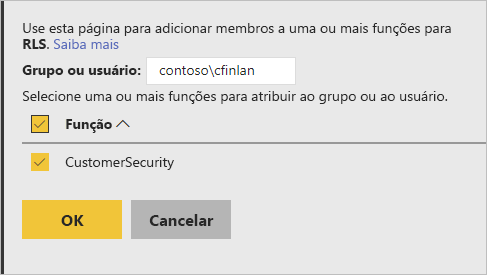 Use esta página para adicionar membros a uma ou mais funções para
RLS. Saiba mais
Grupo ou usuário: contoso\cfinlan
Selecione uma ou mais funções para atribuir ao grupo ou ao usuário.
Função
CustomerSecurity
OK Cancelar